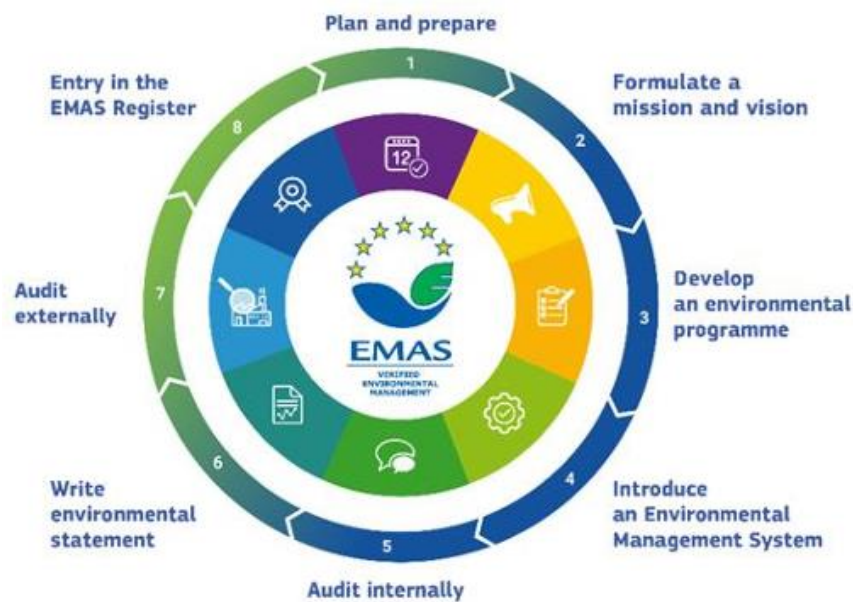 Plan and prepare
1
Formulate a
mission and vision
2
Develop
an environmental
programme
3
Introduce
an Environmental
Management System
4
Audit internally
5
Write
environmental
statement
6
Audit
externally
7
Entry in the
EMAS Register
8
12
EMAS
VERIFIED
ENVIRONMENTAL
MANAGEMENT